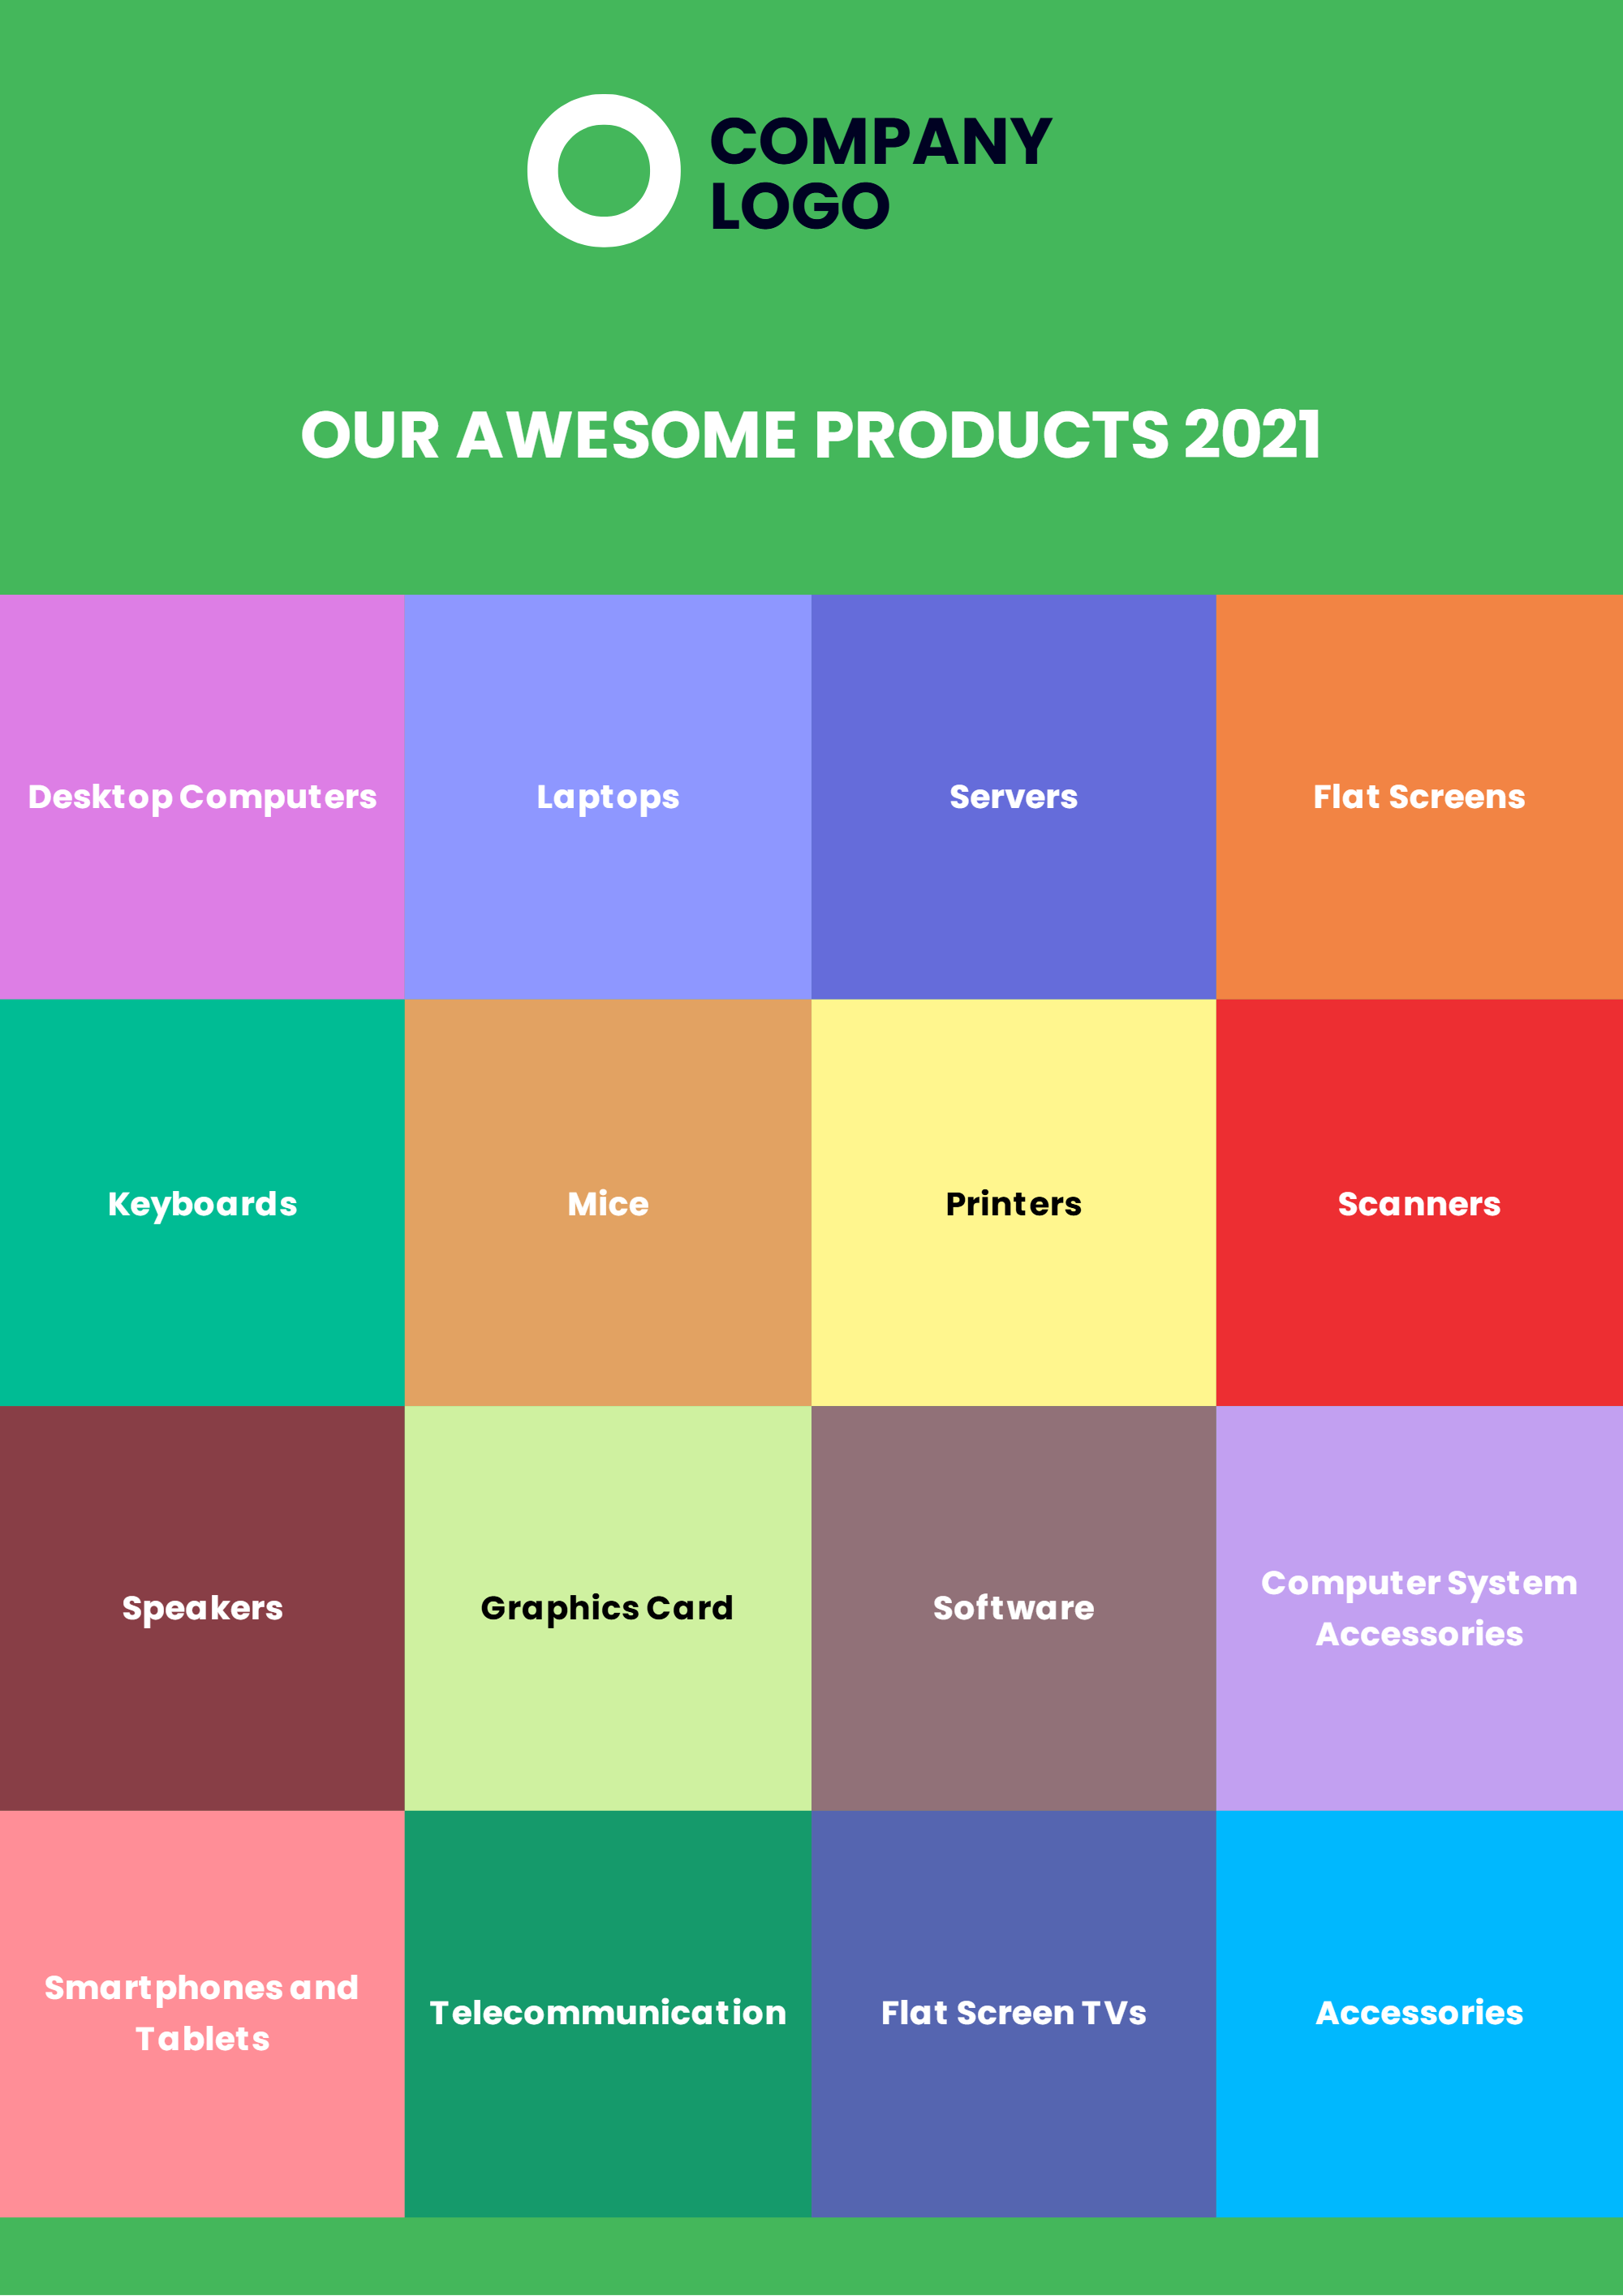 COMPANY
LOGO
OUR AWESOME PRODUCTS 2021
Desktop Computers
Laptops
Servers
Flat Screens
Keyboards
Mice
Printers
Scanners
Speakers
Graphics Card
Software
Computer System
Accessories
Smartphones and
Tablets
Telecommunication
Flat Screen TVs
Accessories